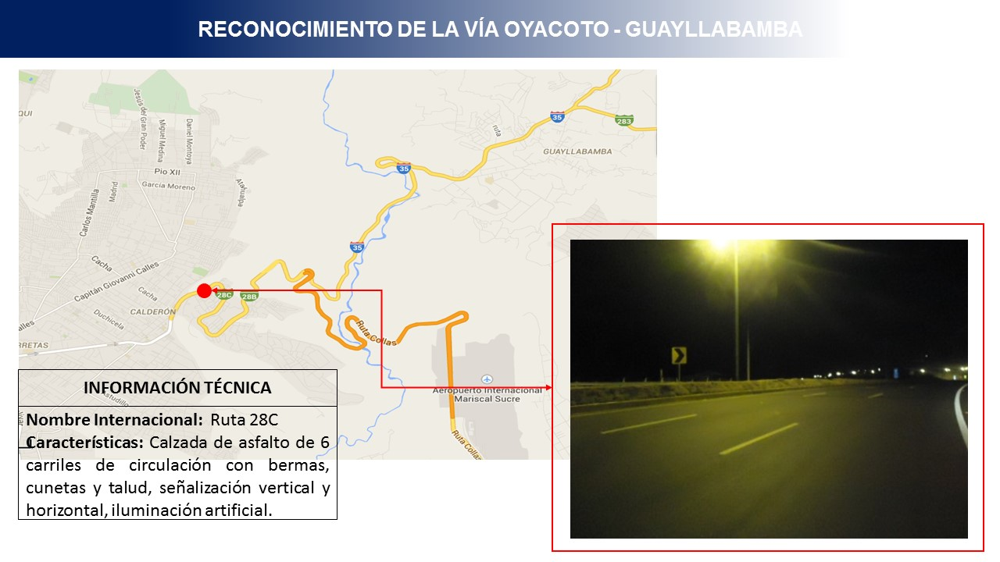 RECONOCIMIENTO DE LA VÍA OYACOTO - GUAYLLABAMBA
QUI
Jesús del Gran Poder
Miguel Medina
Daniel Montoya
35
283
ruta
GUAYLLABAMBA
Pio XII
García Moreno
Madrid
Atahualpa
35
Carlos Mantilla
35
Cacha
Capitán Giovanni Calles
Cacha
28C
28B
CALDERÓN
Duchicela
alles
RRETAS
Ruta Collas
Aeropuerto Internacional
Mariscal Sucre
Astudillo
Ruta Collas
INFORMACIÓN TÉCNICA
Nombre Internacional: Ruta 28C
Características: Calzada de asfalto de 6
carriles de circulación con bermas,
cunetas y talud, señalización vertical y
horizontal, iluminación artificial.